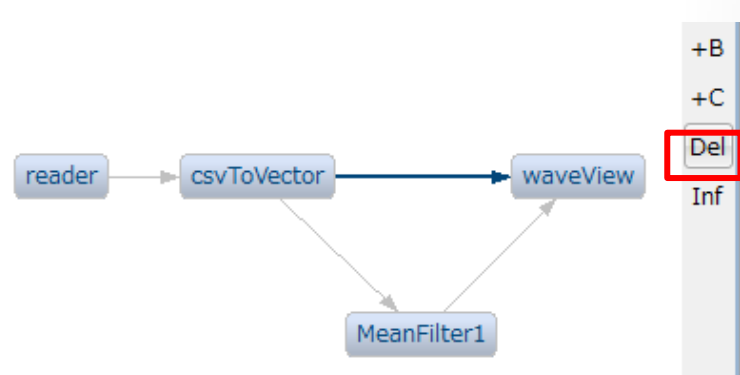 reader
csvToVector
waveView
MeanFilter1
+B
+C
Del
Inf